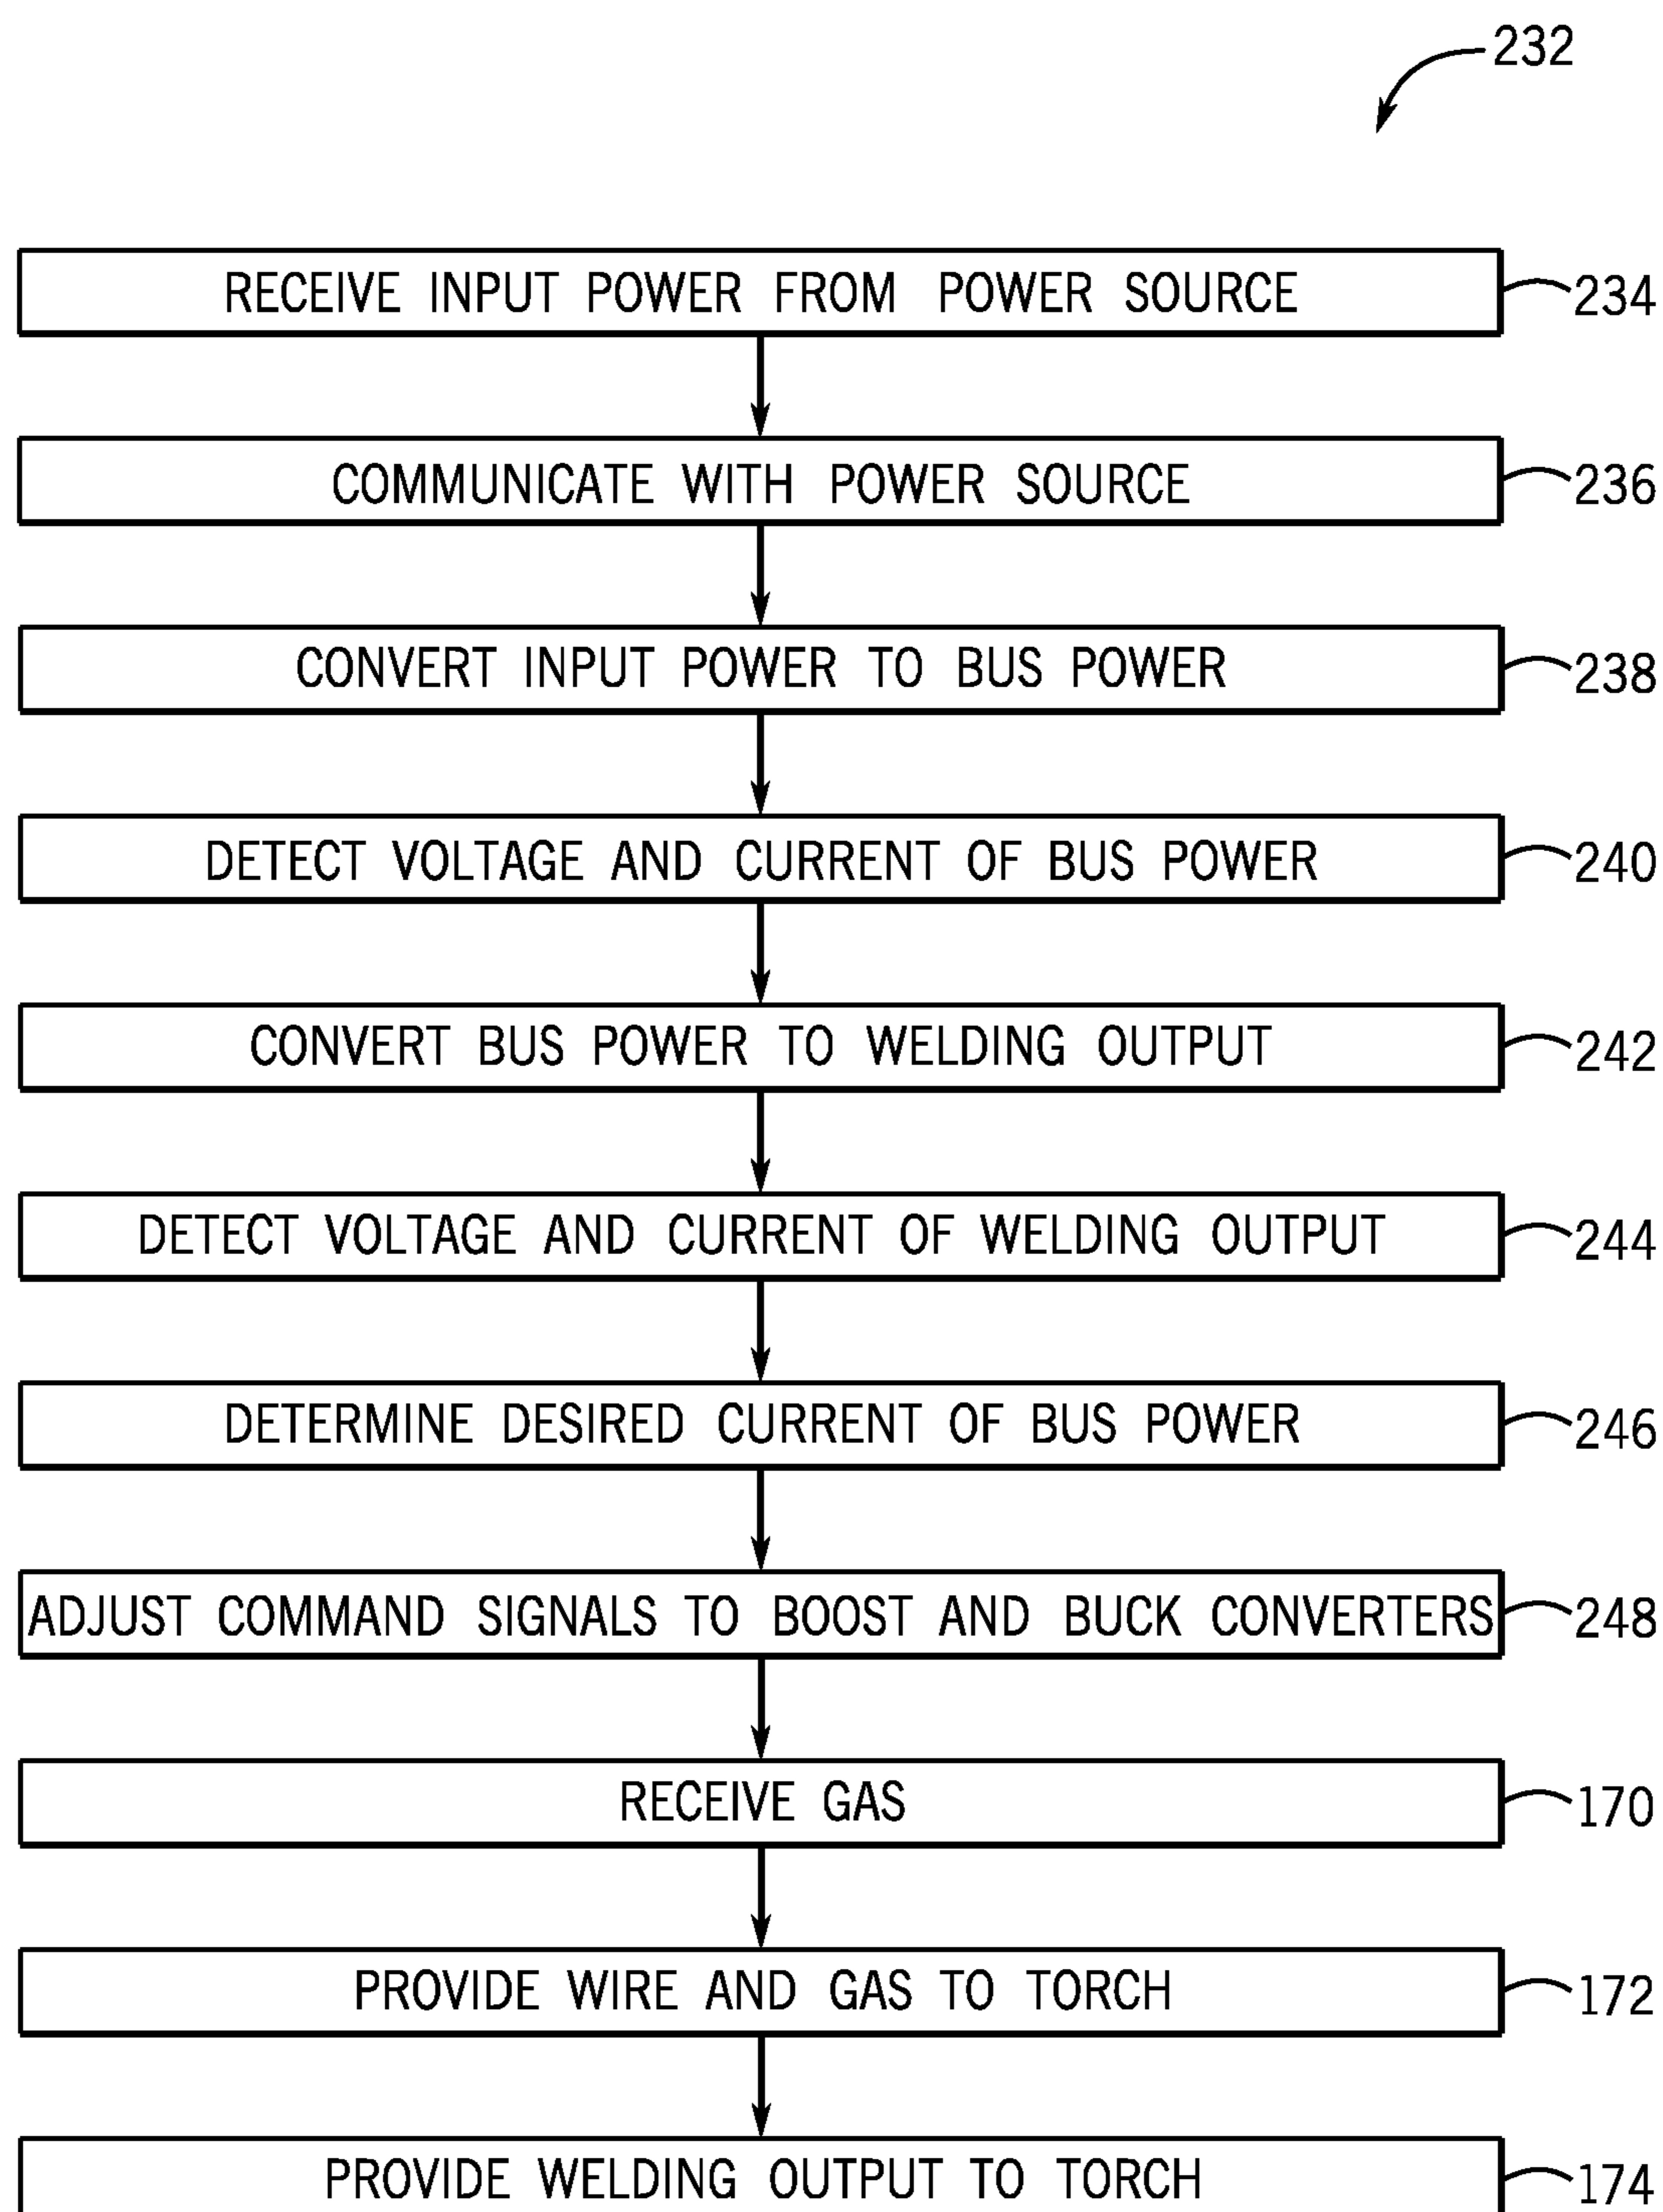 232
RECEIVE INPUT POWER FROM POWER SOURCE 234
COMMUNICATE WITH POWER SOURCE 236
CONVERT INPUT POWER TO BUS POWER 238
DETECT VOLTAGE AND CURRENT OF BUS POWER 240
CONVERT BUS POWER TO WELDING OUTPUT 242
DETECT VOLTAGE AND CURRENT OF WELDING OUTPUT 244
DETERMINE DESIRED CURRENT OF BUS POWER 246
ADJUST COMMAND SIGNALS TO BOOST AND BUCK CONVERTERS 248
RECEIVE GAS 170
PROVIDE WIRE AND GAS TO TORCH 172
PROVIDE WELDING OUTPUT TO TORCH 174